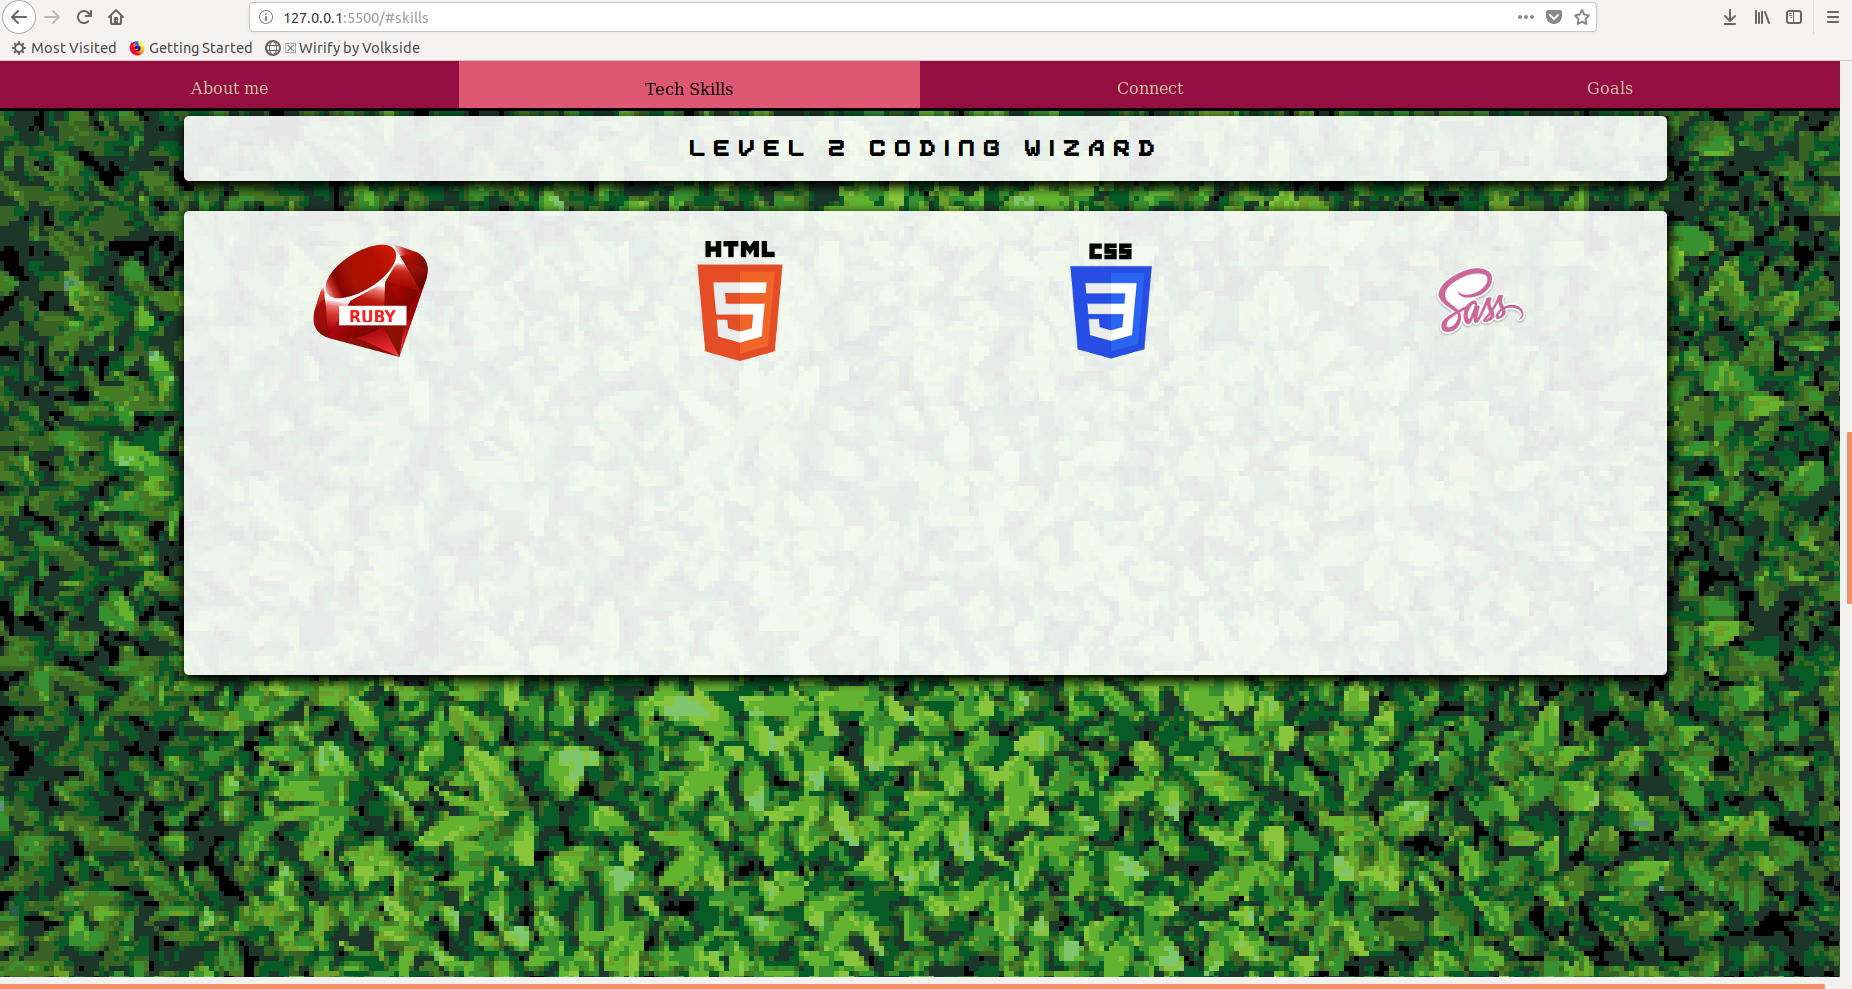 127.0.0.1:5500/#skills
Most Visited Getting Started Wirify by Volkside
About me Tech Skills Connect Goals
LEVEL 2 CODING WIZARD
RUBY HTML 5 CSS 3 Sass